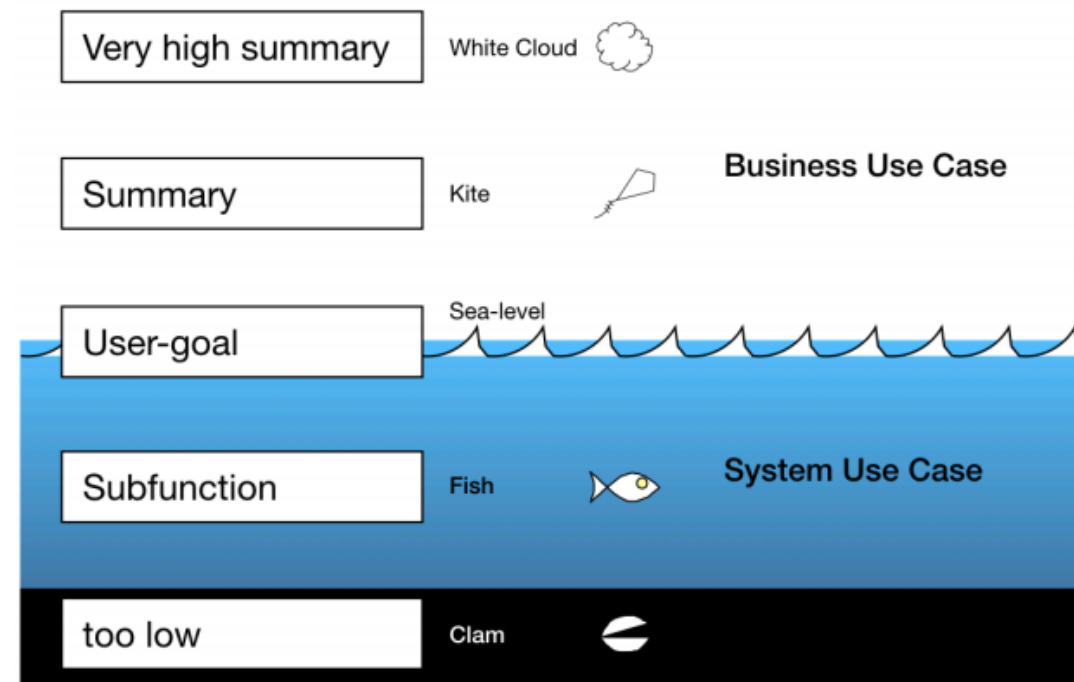 Very high summary
White Cloud
Summary
Kite
Business Use Case
User-goal
Sea-level
Subfunction
Fish
System Use Case
too low
Clam